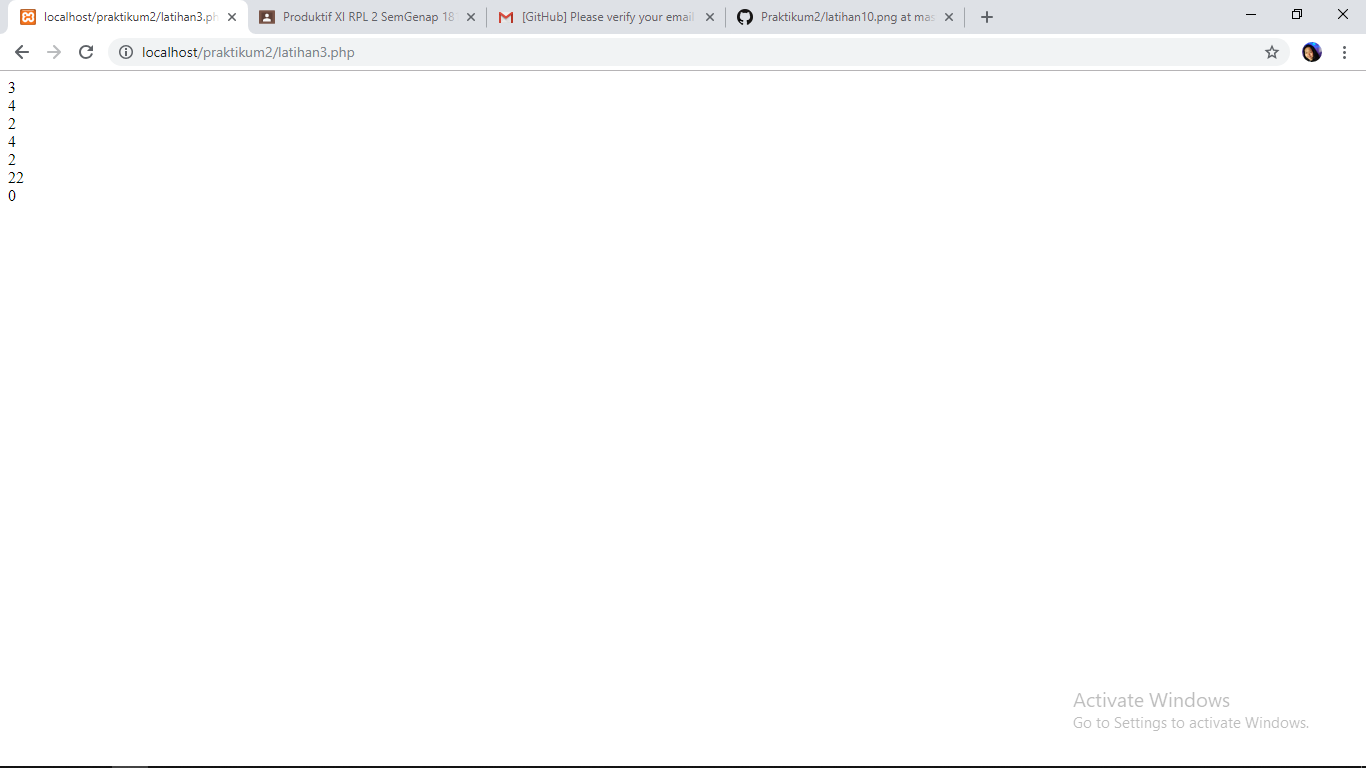 localhost/praktikum2/latihan3.ph
Produktif XI RPL 2 SemGenap 18
[GitHub] Please verify your email
Praktikum2/latihan10.png at mas
localhost/praktikum2/latihan3.php
3
4
2
4
2
22
0
Activate Windows
Go to Settings to activate Windows.